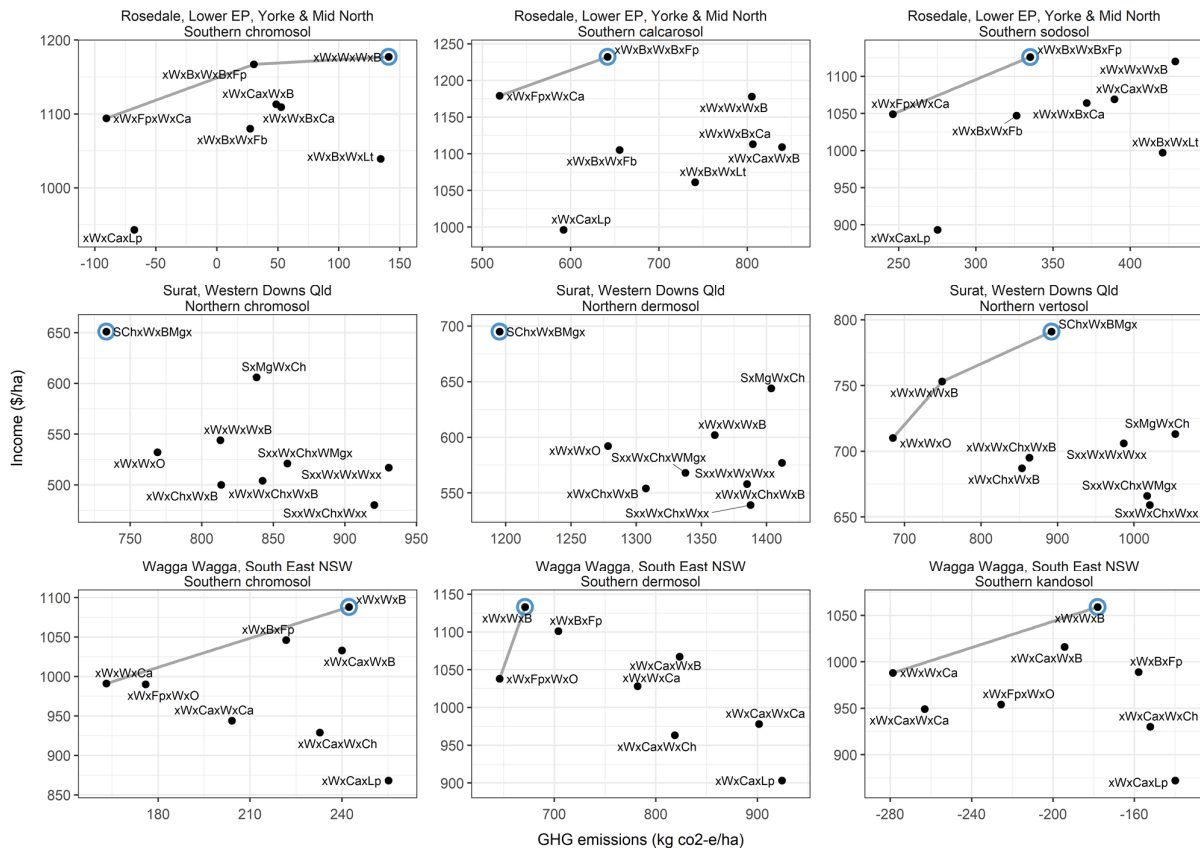 Rosedale, Lower EP, Yorke & Mid North
Southern chromosol
1200
1100
1000
-100
-50
0
50
100
150
xWxWxWxB
xWxBxWxBxFp
xWxCaxWxB
xWxFpxWxCa
xWxWxBxCa
xWxBxWxFb
xWxBxWxLt
xWxCaxLp
Rosedale, Lower EP, Yorke & Mid North
Southern calcarosol
1250
1200
1150
1100
1050
1000
500
600
700
800
xWxBxWxBxFp
xWxFpxWxCa
xWxWxWxB
xWxWxBxCa
xWxBxWxFb
xWxCaxWxB
xWxBxWxLt
xWxCaxLp
Rosedale, Lower EP, Yorke & Mid North
Southern sodosol
1100
1050
1000
950
900
250
300
350
400
xWxBxWxBxFp
xWxWxWxB
xWxCaxWxB
xWxFpxWxCa
xWxWxBxCa
xWxBxWxFb
xWxBxWxLt
xWxCaxLp
Surat, Western Downs Qld
Northern chromosol
650
600
550
500
750
800
850
900
950
SChxWxBMgx
SxMgWxCh
xWxWxWxB
xWxWxO
SxxWxChxWMgx
SxxWxWxWxx
xWxChxWxB
xWxWxChxWxB
SxxWxChxWxx
Surat, Western Downs Qld
Northern dermosol
700
650
600
550
1200
1250
1300
1350
1400
SChxWxBMgx
SxMgWxCh
xWxWxWxB
xWxWxO
SxxWxChxWMgx
SxxWxWxWxx
xWxChxWxB
xWxWxChxWxB
SxxWxChxWxx
Surat, Western Downs Qld
Northern vertosol
800
750
700
650
700
800
900
1000
SChxWxBMgx
xWxWxWxB
SxMgWxCh
xWxWxO
xWxWxChxWxB
SxxWxWxWxx
xWxChxWxB
SxxWxChxWMgx
SxxWxChxWxx
Wagga Wagga, South East NSW
Southern chromosol
1100
1050
1000
950
900
850
180
210
240
xWxWxB
xWxBxFp
xWxCaxWxB
xWxWxCa
xWxFpxWxO
xWxCaxWxCa
xWxCaxWxCh
xWxCaxLp
Wagga Wagga, South East NSW
Southern dermosol
1150
1100
1050
1000
950
900
700
800
900
xWxWxB
xWxBxFp
xWxCaxWxB
xWxFpxWxO
xWxWxCa
xWxCaxWxCa
xWxCaxWxCh
xWxCaxLp
Wagga Wagga, South East NSW
Southern kandosol
1050
1000
950
900
-280
-240
-200
-160
xWxWxB
xWxCaxWxB
xWxBxFp
xWxWxCa
xWxFpxWxO
xWxCaxWxCa
xWxCaxWxCh
xWxCaxLp
Income ($/ha)
GHG emissions (kg co2-e/ha)